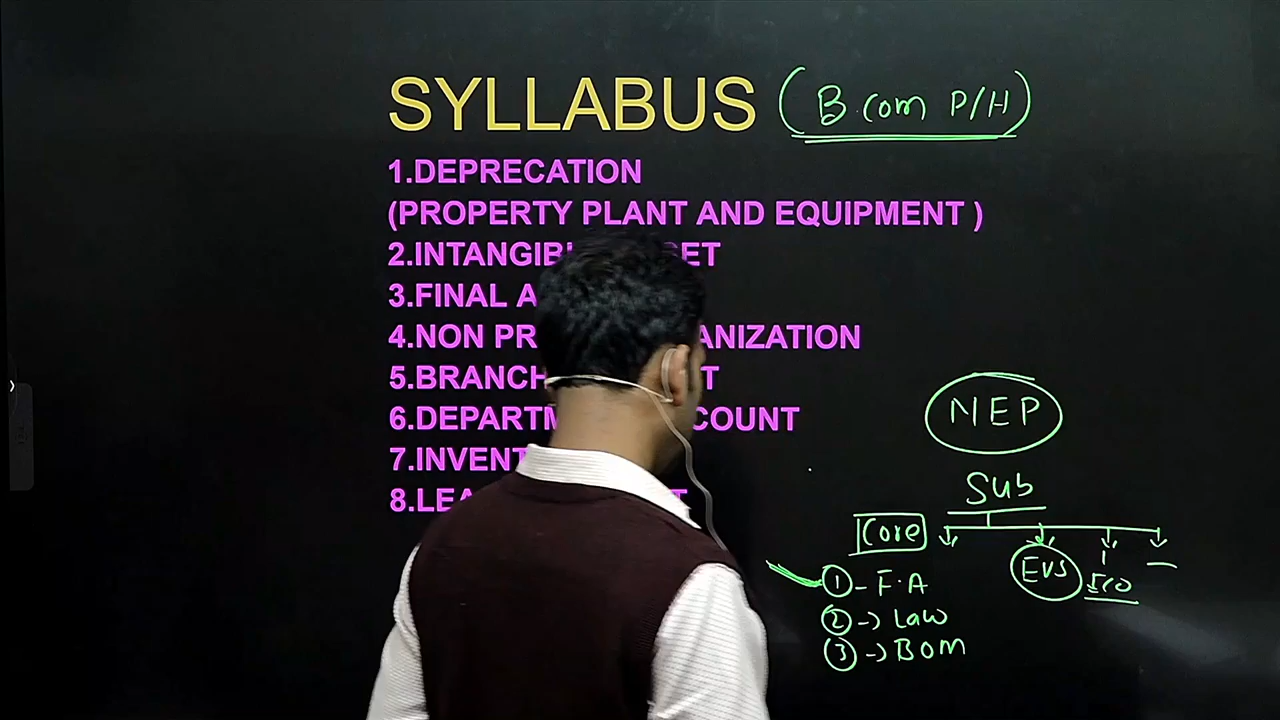 SYLLABUS (B.com P/H)
1.DEPRECATION
(PROPERTY PLANT AND EQUIPMENT )
2.INTANGIB
3.FINAL A
4.NON PR ANIZATION
5.BRANCH
6.DEPARTM COUNT
7.INVENT
8.LEA
NEP
Sub
Core
EVS
① - F.A
② -> Law
③ -> BOM